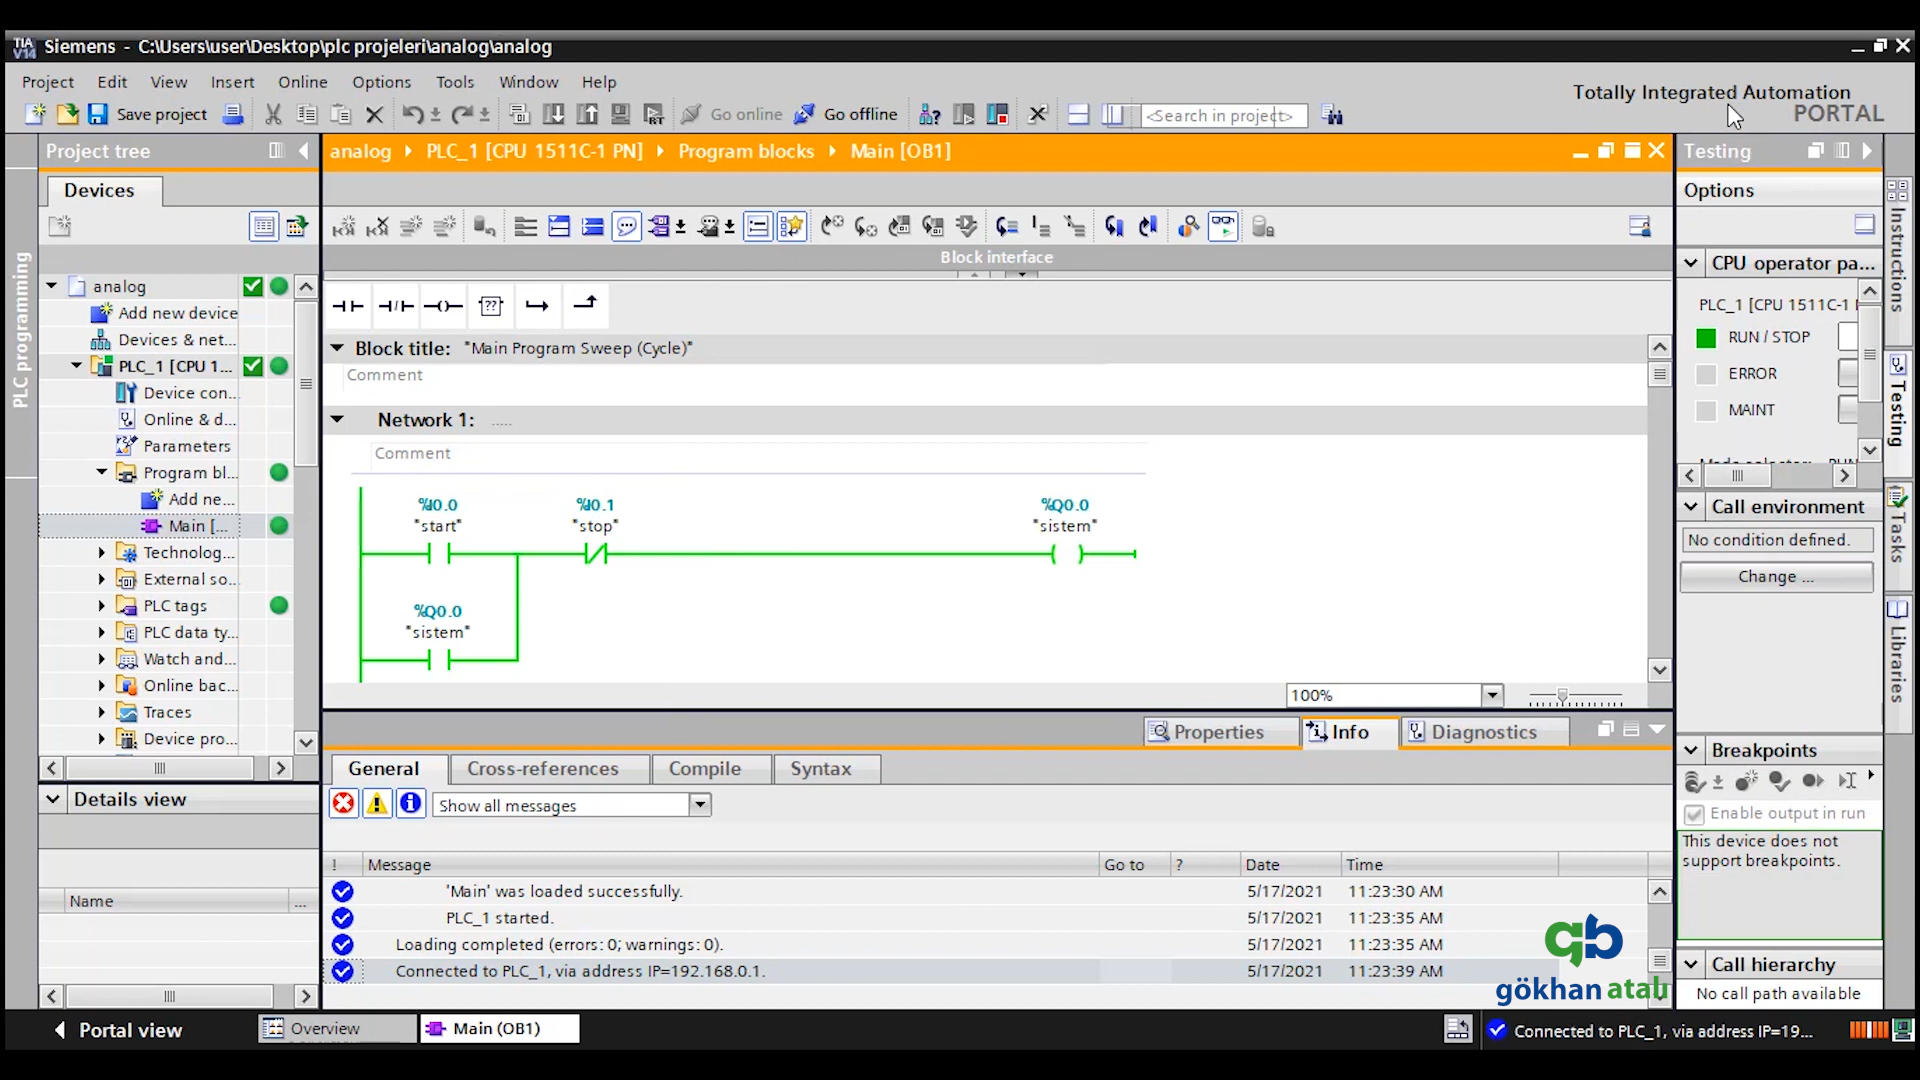 TIA V14 Siemens - C:\Users\user\Desktop\plc projeleri\analog\analog
Project Edit View Insert Online Options Tools Window Help
Totally Integrated Automation
PORTAL
Save project Go online Go offline <Search in project>
Project tree
analog PLC_1 [CPU 1511C-1 PN] Program blocks Main [OB1]
Testing
Devices
Options
PLC programming
Block interface
CPU operator pa...
PLC_1 [CPU 1511C-1
RUN / STOP
ERROR
MAINT
analog
Add new device
Devices & net...
PLC_1 [CPU 1...
Device con...
Online & d...
Parameters
Program bl...
Add ne...
Main [...
Technolog...
External so...
PLC tags
PLC data ty...
Watch and...
Online bac...
Traces
Device pro...
??
Block title: "Main Program Sweep (Cycle)"
Comment
Network 1: .....
Comment
%I0.0
"start"
%I0.1
"stop"
%Q0.0
"sistem"
%Q0.0
"sistem"
100%
Call environment
No condition defined.
Change ...
Instructions
Testing
Tasks
Libraries
Properties Info Diagnostics
General Cross-references Compile Syntax
Show all messages
! Message Go to ? Date Time
'Main' was loaded successfully. 5/17/2021 11:23:30 AM
PLC_1 started. 5/17/2021 11:23:35 AM
Loading completed (errors: 0; warnings: 0). 5/17/2021 11:23:35 AM
Connected to PLC_1, via address IP=192.168.0.1. 5/17/2021 11:23:39 AM
Details view
Name ...
Breakpoints
Enable output in run
This device does not
support breakpoints.
Call hierarchy
No call path available
gb
gökhan atalı
Portal view Overview Main (OB1) Connected to PLC_1, via address IP=19...